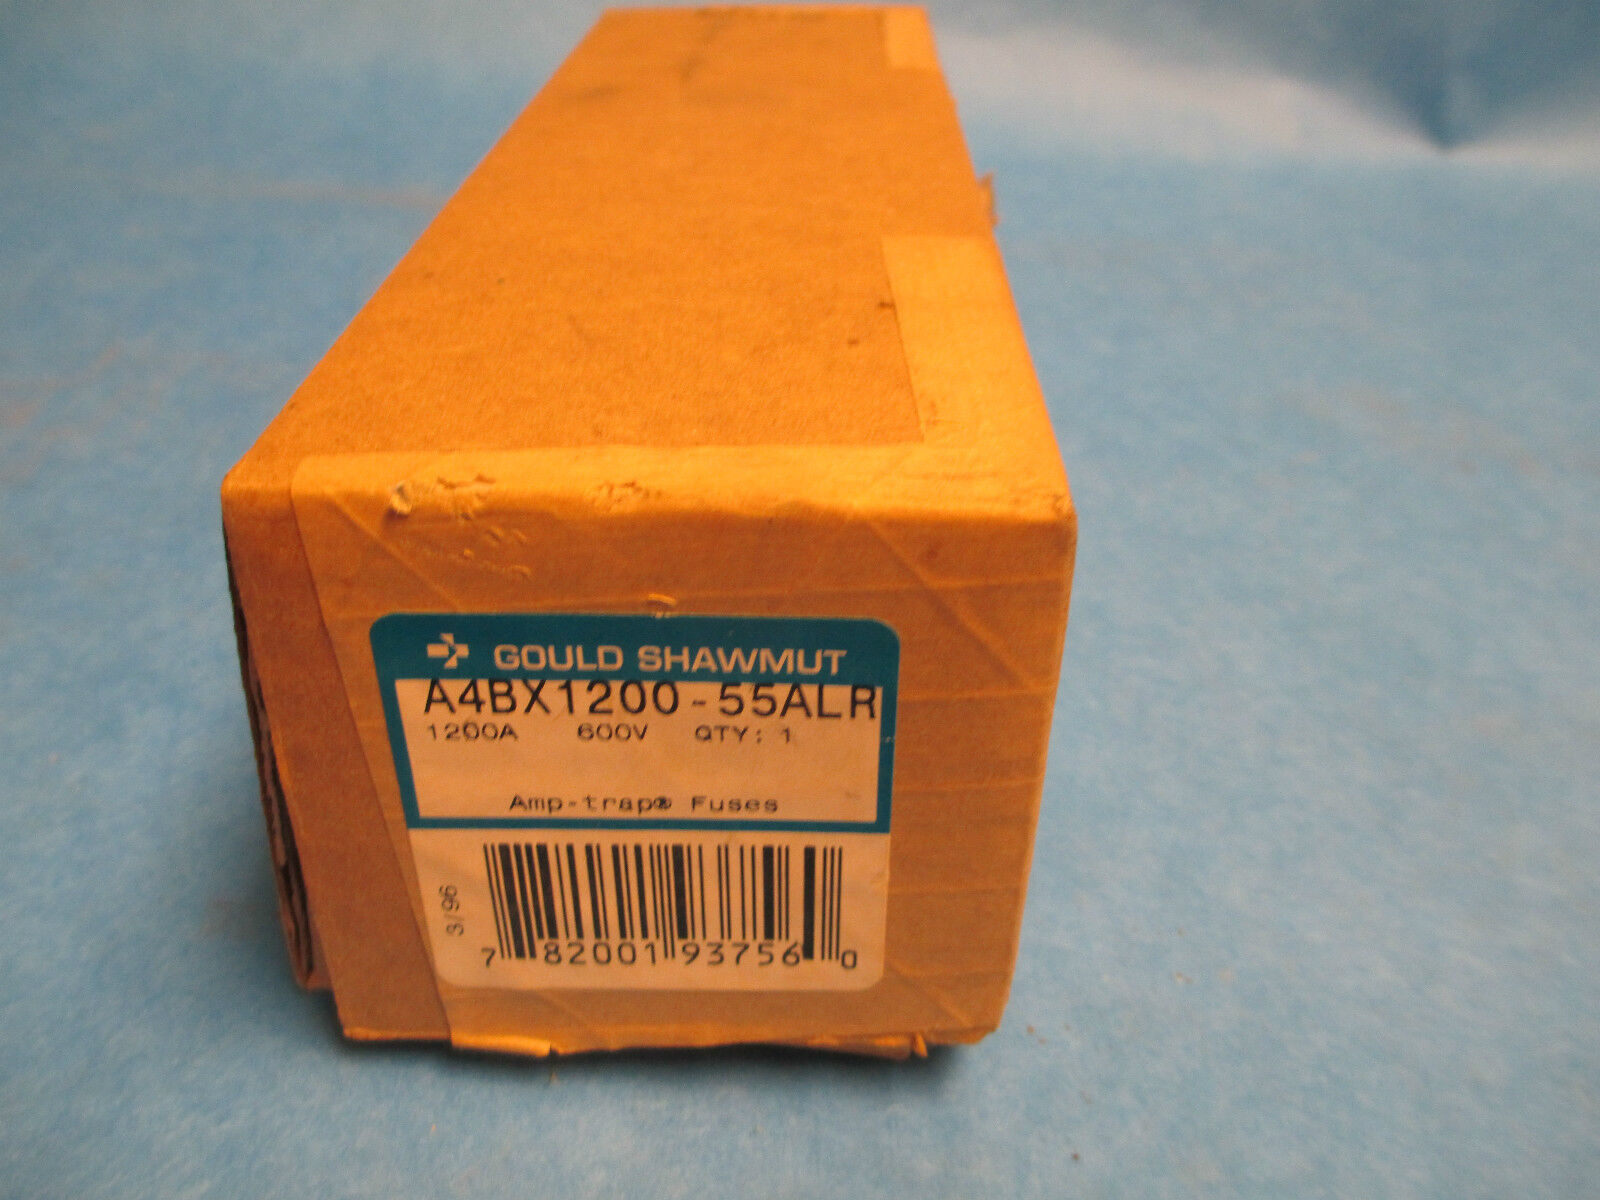 GOULD SHAWMUT
A4BX1200-55ALR
1200A 600V QTY: 1
Amp-trap® Fuses
3/96
7 82001 93756 0